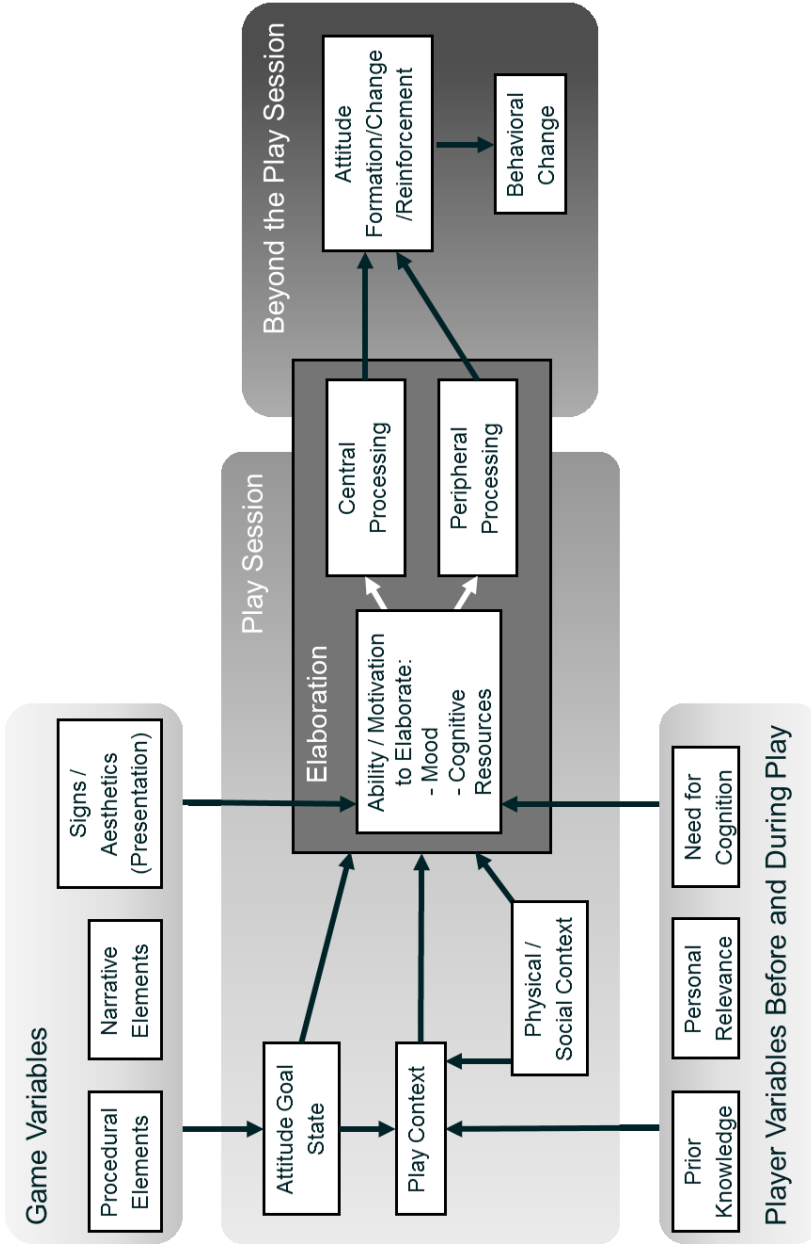 Game Variables
Procedural
Elements
Narrative
Elements
Signs /
Aesthetics
(Presentation)
Play Session
Attitude Goal
State
Play Context
Physical /
Social Context
Elaboration
Ability / Motivation
to Elaborate:
- Mood
- Cognitive
Resources
Central
Processing
Peripheral
Processing
Beyond the Play Session
Attitude
Formation/Change
/Reinforcement
Behavioral
Change
Prior
Knowledge
Personal
Relevance
Need for
Cognition
Player Variables Before and During Play